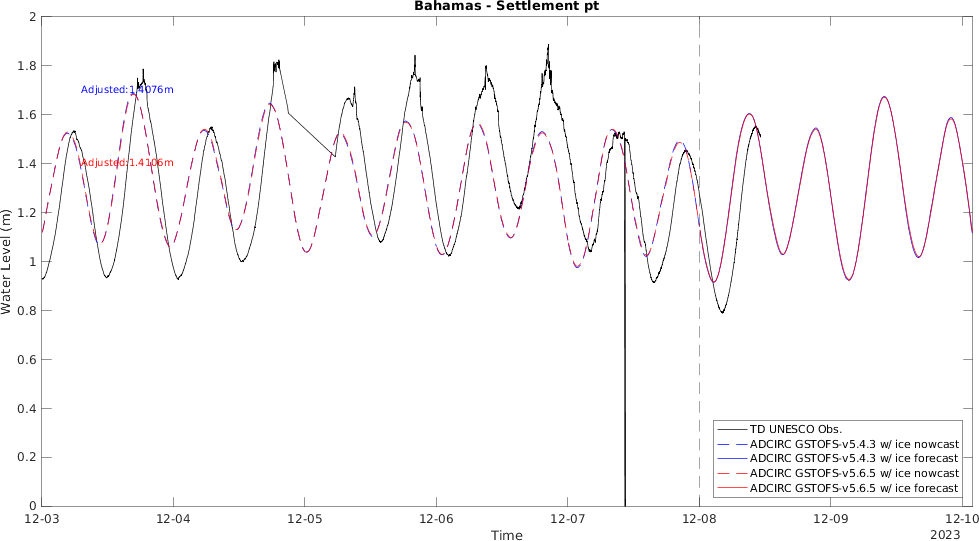 Bahamas - Settlement pt
2
1.8
1.6
1.4
1.2
1
0.8
0.6
0.4
0.2
0
Water Level (m)
Adjusted:1.4076m
Adjusted:1.4106m
TD UNESCO Obs.
ADCIRC GSTOFS-v5.4.3 w/ ice nowcast
ADCIRC GSTOFS-v5.4.3 w/ ice forecast
ADCIRC GSTOFS-v5.6.5 w/ ice nowcast
ADCIRC GSTOFS-v5.6.5 w/ ice forecast
12-03 12-04 12-05 12-06 12-07 12-08 12-09 12-10
Time
2023